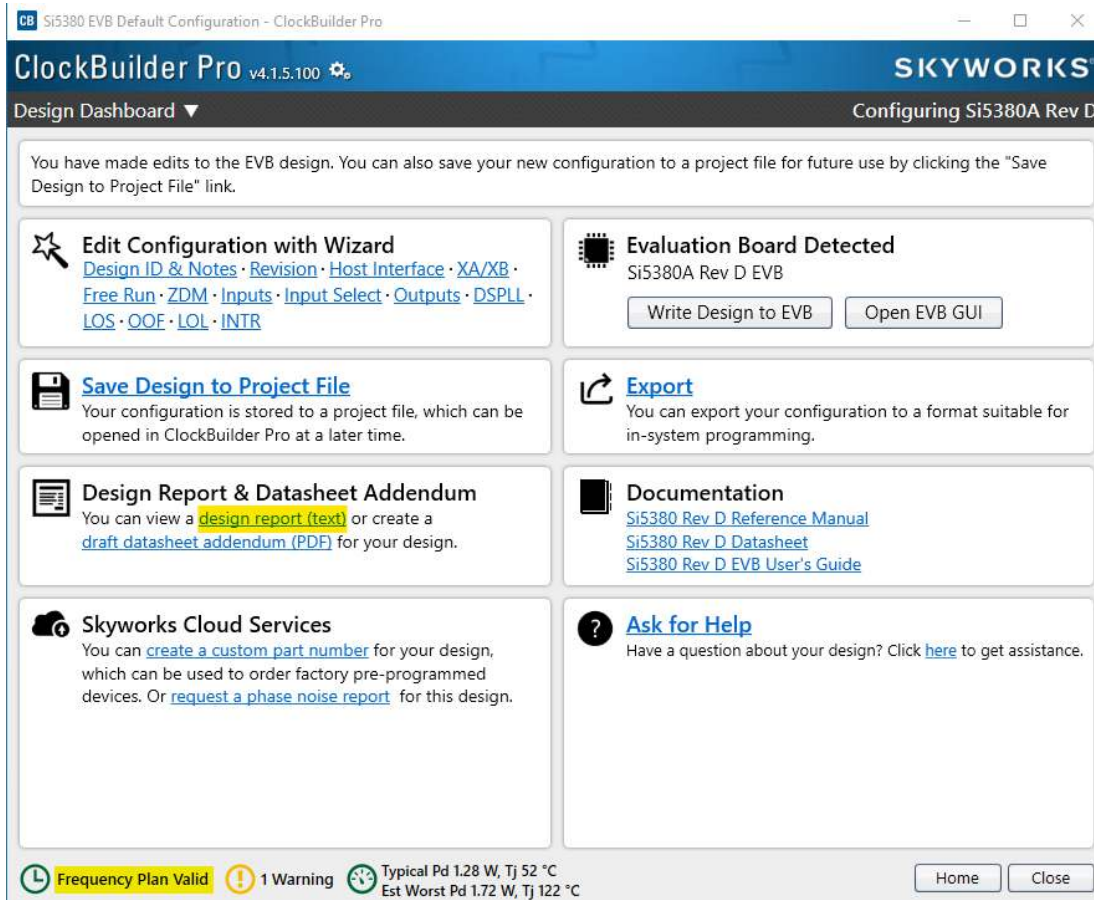 CB Si5380 EVB Default Configuration - ClockBuilder Pro
ClockBuilder Pro v4.1.5.100
SKYWORKS
Design Dashboard ▼
Configuring Si5380A Rev D
You have made edits to the EVB design. You can also save your new configuration to a project file for future use by clicking the "Save
Design to Project File" link.
Edit Configuration with Wizard
Design ID & Notes · Revision · Host Interface · XA/XB ·
Free Run · ZDM · Inputs · Input Select · Outputs · DSPLL ·
LOS · OOF · LOL · INTR
Evaluation Board Detected
Si5380A Rev D EVB
Write Design to EVB
Open EVB GUI
Save Design to Project File
Your configuration is stored to a project file, which can be
opened in ClockBuilder Pro at a later time.
Export
You can export your configuration to a format suitable for
in-system programming.
Design Report & Datasheet Addendum
You can view a design report (text) or create a
draft datasheet addendum (PDF) for your design.
Documentation
Si5380 Rev D Reference Manual
Si5380 Rev D Datasheet
Si5380 Rev D EVB User's Guide
Skyworks Cloud Services
You can create a custom part number for your design,
which can be used to order factory pre-programmed
devices. Or request a phase noise report for this design.
? Ask for Help
Have a question about your design? Click here to get assistance.
Frequency Plan Valid
! 1 Warning
Typical Pd 1.28 W, Tj 52 °C
Est Worst Pd 1.72 W, Tj 122 °C
Home
Close